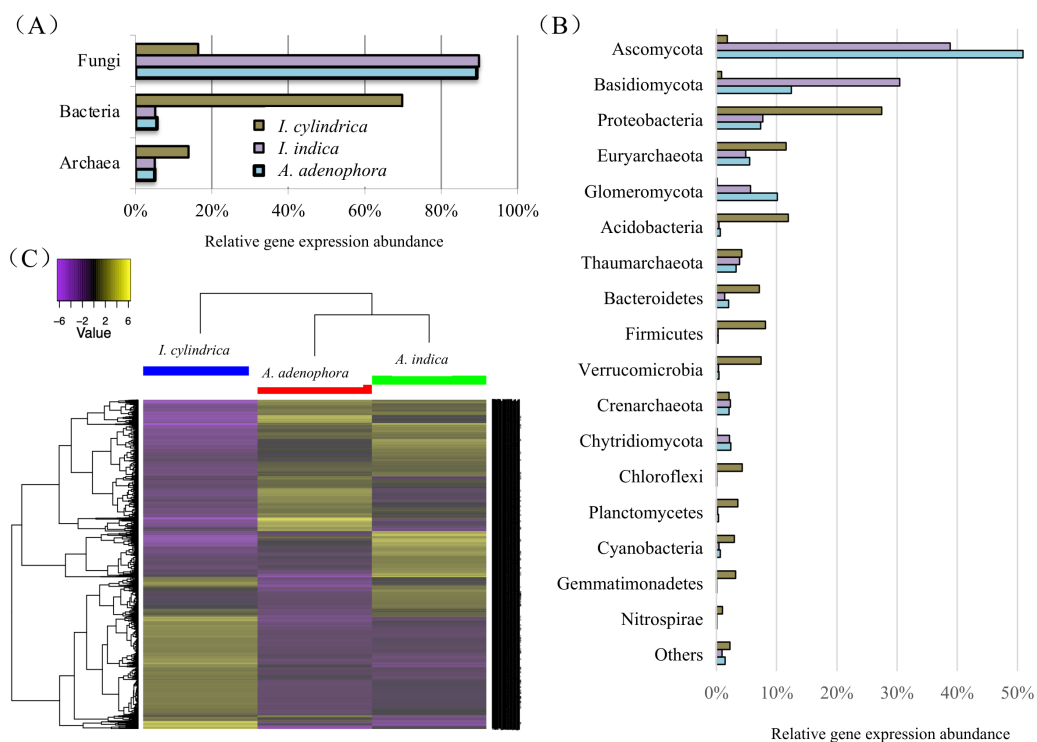 (A)
Fungi
Bacteria
Archaea
I. cylindrica
I. indica
A. adenophora
0% 20% 40% 60% 80% 100%
Relative gene expression abundance
(B)
Ascomycota
Basidiomycota
Proteobacteria
Euryarchaeota
Glomeromycota
Acidobacteria
Thaumarchaeota
Bacteroidetes
Firmicutes
Verrucomicrobia
Crenarchaeota
Chytridiomycota
Chloroflexi
Planctomycetes
Cyanobacteria
Gemmatimonadetes
Nitrospirae
Others
0% 10% 20% 30% 40% 50%
Relative gene expression abundance
(C)
-6 -2 2 6
Value
I. cylindrica
A. adenophora
A. indica